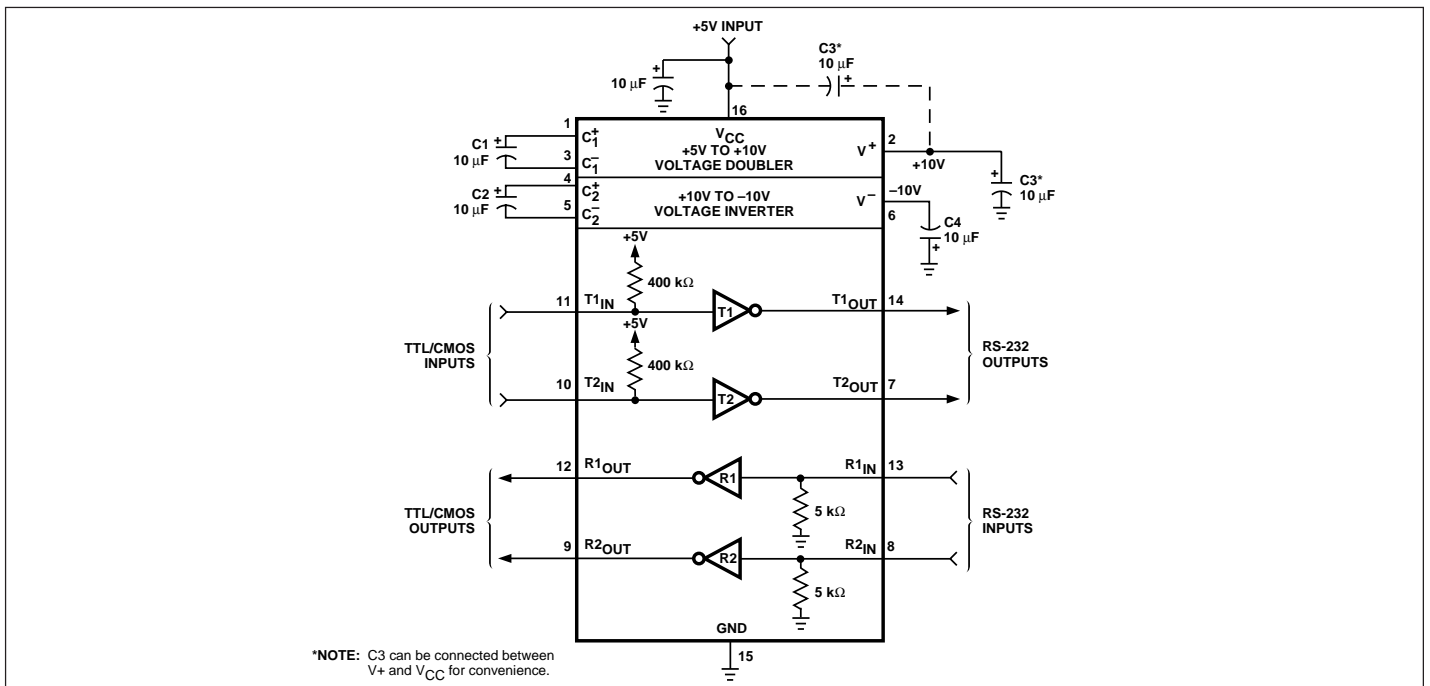 +5V INPUT
C3*
10 µF
+
+
10 µF
16
1
C1+
VCC
+5V TO +10V
VOLTAGE DOUBLER
V+
2
+10V
C1
10 µF
+
3
C1–
4
C2+
+10V TO –10V
VOLTAGE INVERTER
V–
–10V
6
+
C3*
10 µF
C2
10 µF
+
5
C2–
C4
10 µF
+
+5V
400 kΩ
11
T1IN
T1
T1OUT
14
+5V
400 kΩ
TTL/CMOS
INPUTS
RS-232
OUTPUTS
10
T2IN
T2
T2OUT
7
12
R1OUT
R1
R1IN
13
5 kΩ
TTL/CMOS
OUTPUTS
RS-232
INPUTS
9
R2OUT
R2
R2IN
8
5 kΩ
GND
15
*NOTE: C3 can be connected between
V+ and VCC for convenience.